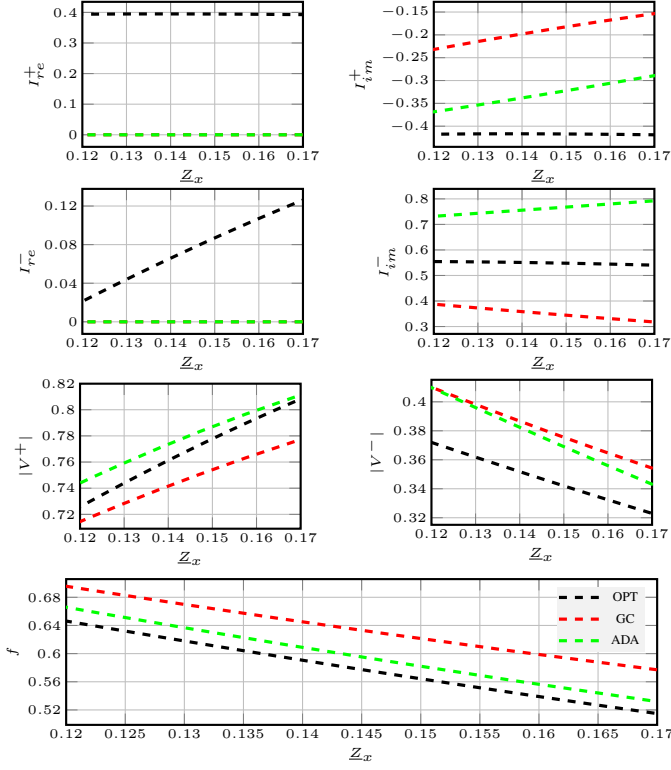 0.4
0.3
0.2
0.1
0
I⁺re
0.12 0.13 0.14 0.15 0.16 0.17
Z_x
−0.15
−0.2
−0.25
−0.3
−0.35
−0.4
I⁺im
0.12 0.13 0.14 0.15 0.16 0.17
Z_x
0.12
0.08
0.04
0
I⁻re
0.12 0.13 0.14 0.15 0.16 0.17
Z_x
0.8
0.7
0.6
0.5
0.4
0.3
I⁻im
0.12 0.13 0.14 0.15 0.16 0.17
Z_x
0.82
0.8
0.78
0.76
0.74
0.72
|V⁺|
0.12 0.13 0.14 0.15 0.16 0.17
Z_x
0.4
0.38
0.36
0.34
0.32
|V⁻|
0.12 0.13 0.14 0.15 0.16 0.17
Z_x
0.68
0.64
0.6
0.56
0.52
f
OPT
GC
ADA
0.12 0.125 0.13 0.135 0.14 0.145 0.15 0.155 0.16 0.165 0.17
Z_x